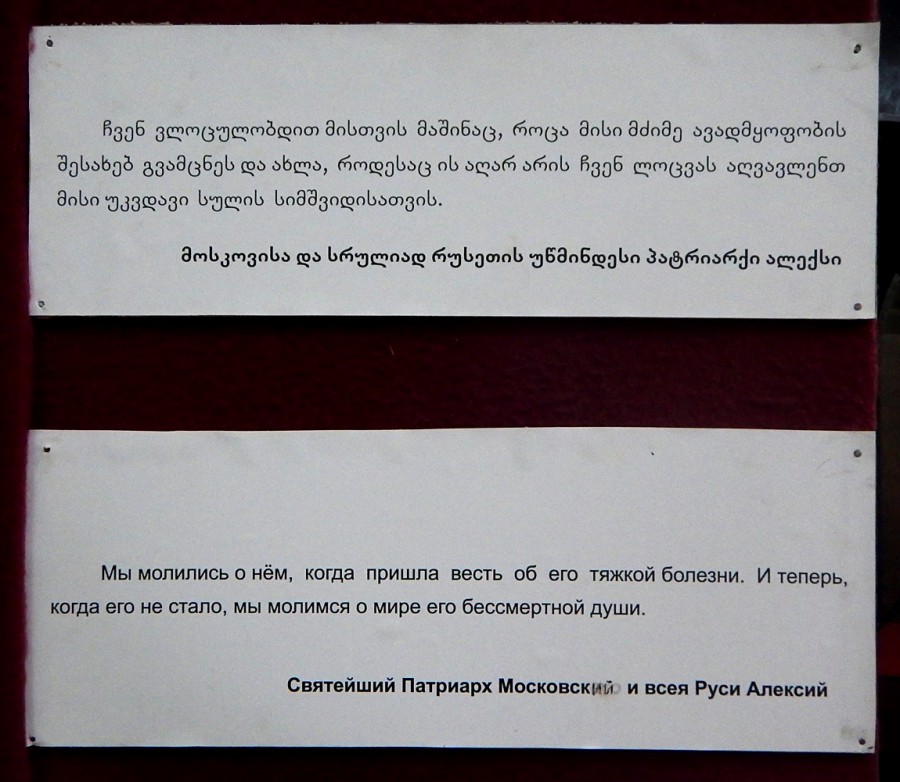 ჩვენ ვლოცულობდით მისთვის მაშინაც, როცა მისი მძიმე ავადმყოფობის
შესახებ გვამცნეს და ახლა, როდესაც ის აღარ არის ჩვენ ლოცვას აღვავლენთ
მისი უკვდავი სულის სიმშვიდისათვის.
მოსკოვისა და სრულიად რუსეთის უწმინდესი პატრიარქი ალექსი
Мы молились о нём, когда пришла весть об его тяжкой болезни. И теперь,
когда его не стало, мы молимся о мире его бессмертной души.
Святейший Патриарх Московский и всея Руси Алексий